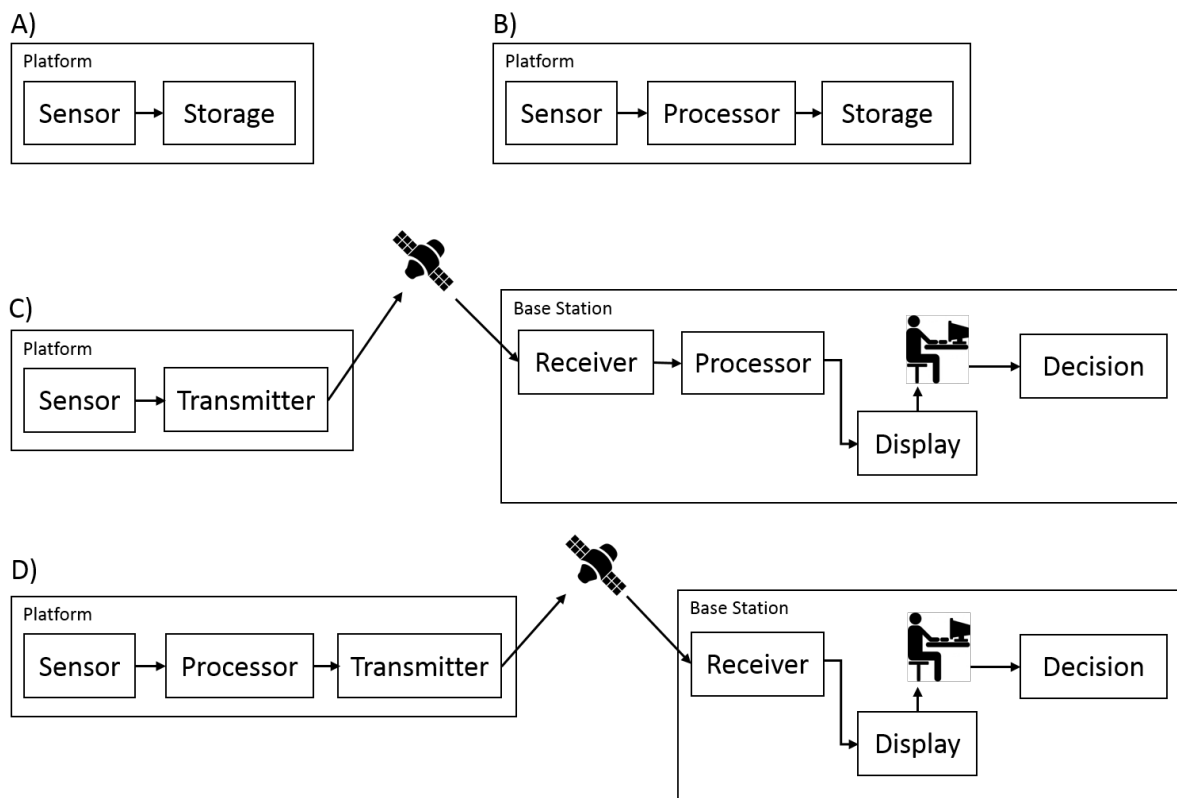 A)
Platform
Sensor
Storage
B)
Platform
Sensor
Processor
Storage
C)
Platform
Sensor
Transmitter
Base Station
Receiver
Processor
Display
Decision
D)
Platform
Sensor
Processor
Transmitter
Base Station
Receiver
Display
Decision